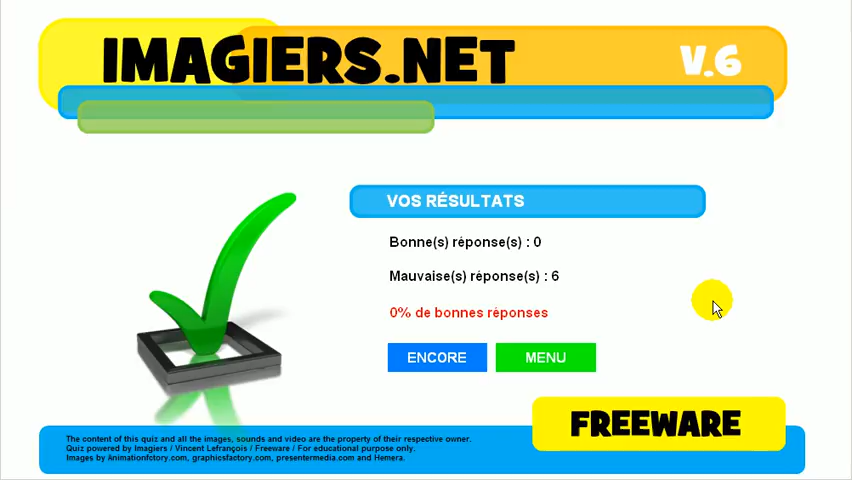 IMAGIERS.NET
V.6
VOS RÉSULTATS
Bonne(s) réponse(s) : 0
Mauvaise(s) réponse(s) : 6
0% de bonnes réponses
ENCORE
MENU
FREEWARE
The content of this quiz and all the images, sounds and video are the property of their respective owner.
Quiz powered by Imagiers / Vincent Lefrançois / Freeware / For educational purpose only.
Images by Animationfctory.com, graphicsfactory.com, presentermedia.com and Hemera.